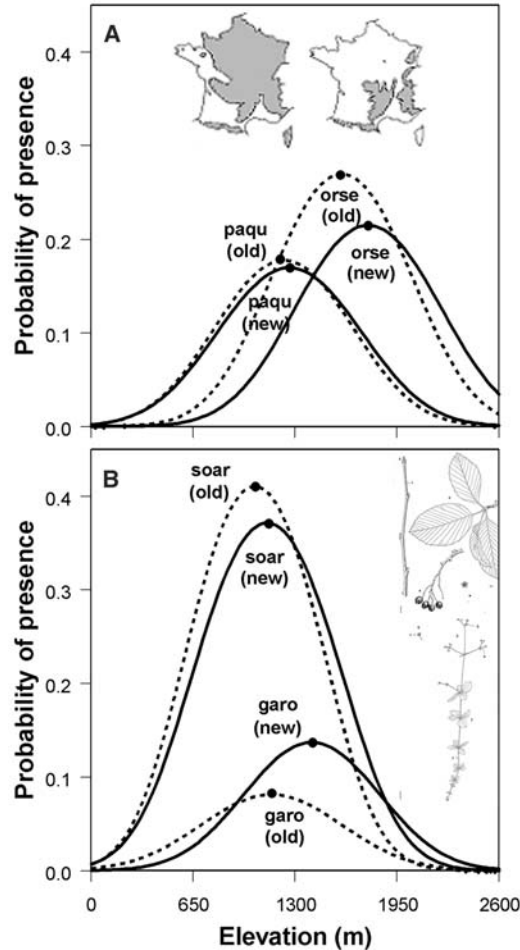 A
Probability of presence
0.4
0.3
0.2
0.1
0.0
orse
(old)
paqu
(old)
orse
(new)
paqu
(new)
B
Probability of presence
0.4
0.3
0.2
0.1
0.0
soar
(old)
soar
(new)
garo
(new)
garo
(old)
0 650 1300 1950 2600
Elevation (m)